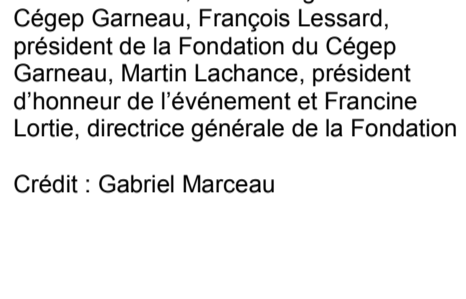 Cégep Garneau, François Lessard,
président de la Fondation du Cégep
Garneau, Martin Lachance, président
d'honneur de l'événement et Francine
Lortie, directrice générale de la Fondation
Crédit : Gabriel Marceau